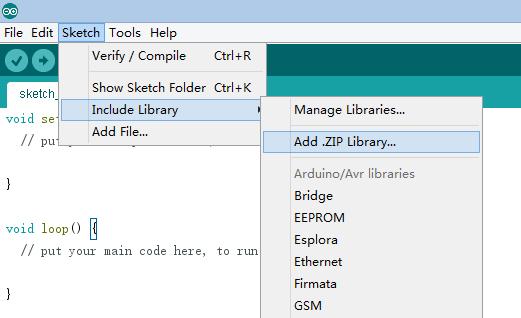 File Edit Sketch Tools Help
Verify / Compile Ctrl+R
Show Sketch Folder Ctrl+K
sketch_
Include Library
Manage Libraries...
void se
Add File...
// put y
Add .ZIP Library...
}
Arduino/Avr libraries
Bridge
EEPROM
void loop() {
Esplora
// put your main code here, to run
Ethernet
Firmata
}
GSM